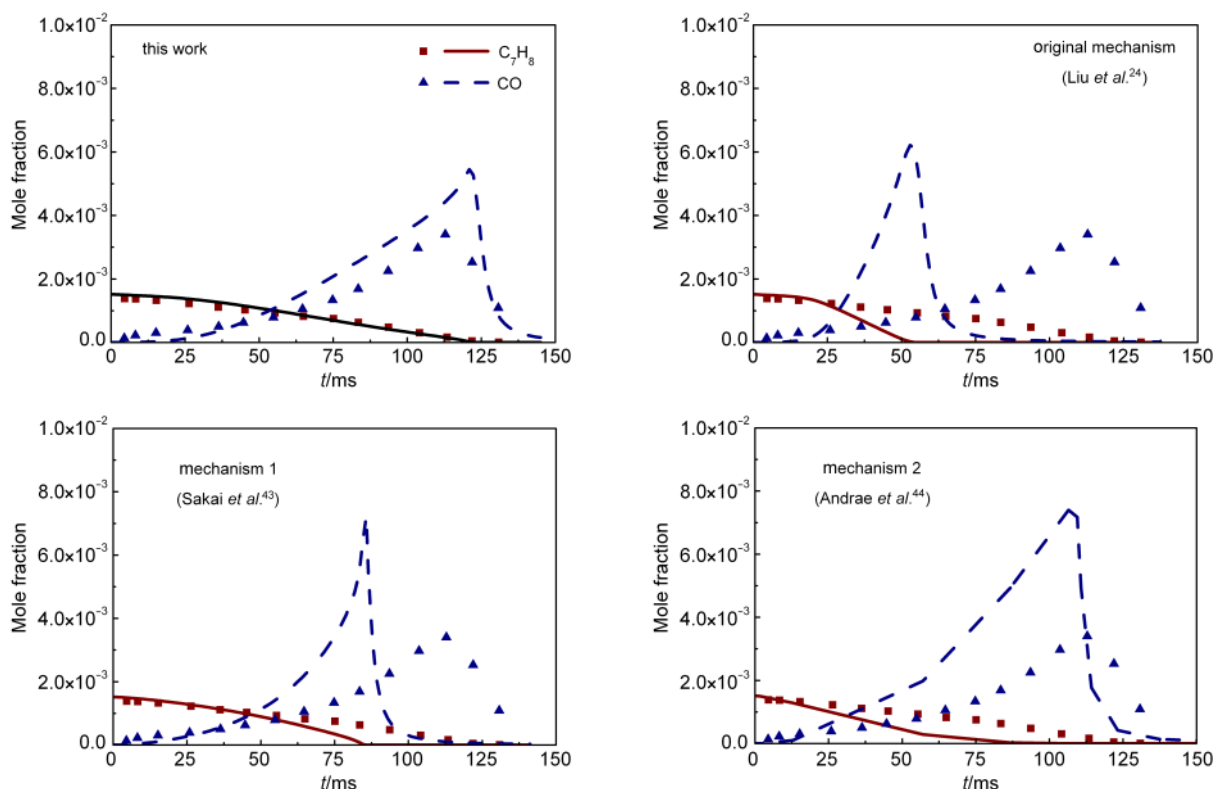 1.0×10⁻²
8.0×10⁻³
6.0×10⁻³
4.0×10⁻³
2.0×10⁻³
0.0
Mole fraction
this work
C₇H₈
CO
0 25 50 75 100 125 150
t/ms
1.0×10⁻²
8.0×10⁻³
6.0×10⁻³
4.0×10⁻³
2.0×10⁻³
0.0
Mole fraction
original mechanism
(Liu et al.²⁴)
0 25 50 75 100 125 150
t/ms
1.0×10⁻²
8.0×10⁻³
6.0×10⁻³
4.0×10⁻³
2.0×10⁻³
0.0
Mole fraction
mechanism 1
(Sakai et al.⁴³)
0 25 50 75 100 125 150
t/ms
1.0×10⁻²
8.0×10⁻³
6.0×10⁻³
4.0×10⁻³
2.0×10⁻³
0.0
Mole fraction
mechanism 2
(Andrae et al.⁴⁴)
0 25 50 75 100 125 150
t/ms